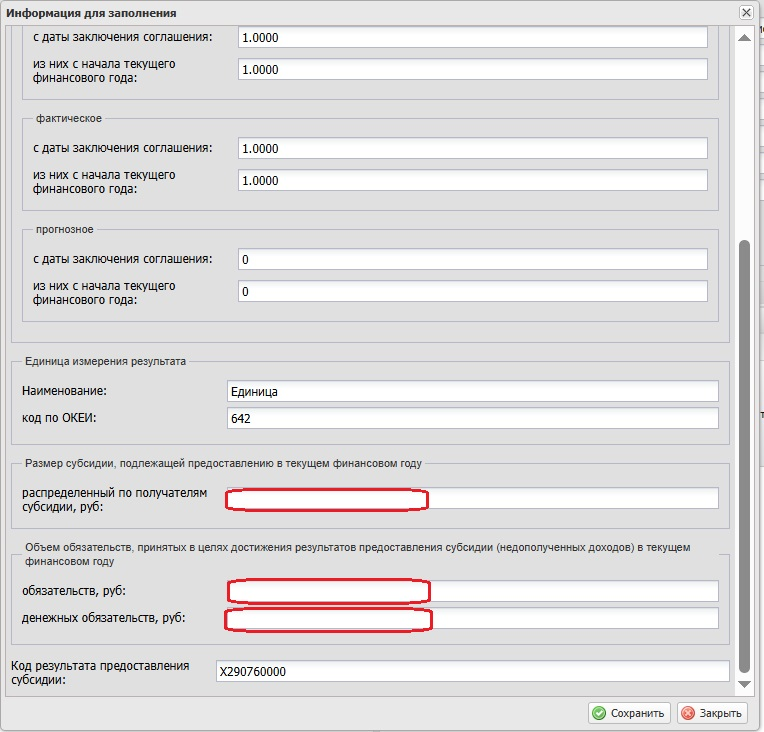 Информация для заполнения
с даты заключения соглашения:
1.0000
из них с начала текущего
финансового года:
1.0000
фактическое
с даты заключения соглашения:
1.0000
из них с начала текущего
финансового года:
1.0000
прогнозное
с даты заключения соглашения:
0
из них с начала текущего
финансового года:
0
Единица измерения результата
Наименование:
Единица
код по ОКЕИ:
642
Размер субсидии, подлежащей предоставлению в текущем финансовом году
распределенный по получателям
субсидии, руб:
Объем обязательств, принятых в целях достижения результатов предоставления субсидии (недополученных доходов) в текущем
финансовом году
обязательств, руб:
денежных обязательств, руб:
Код результата предоставления
субсидии:
X290760000
Сохранить
Закрыть